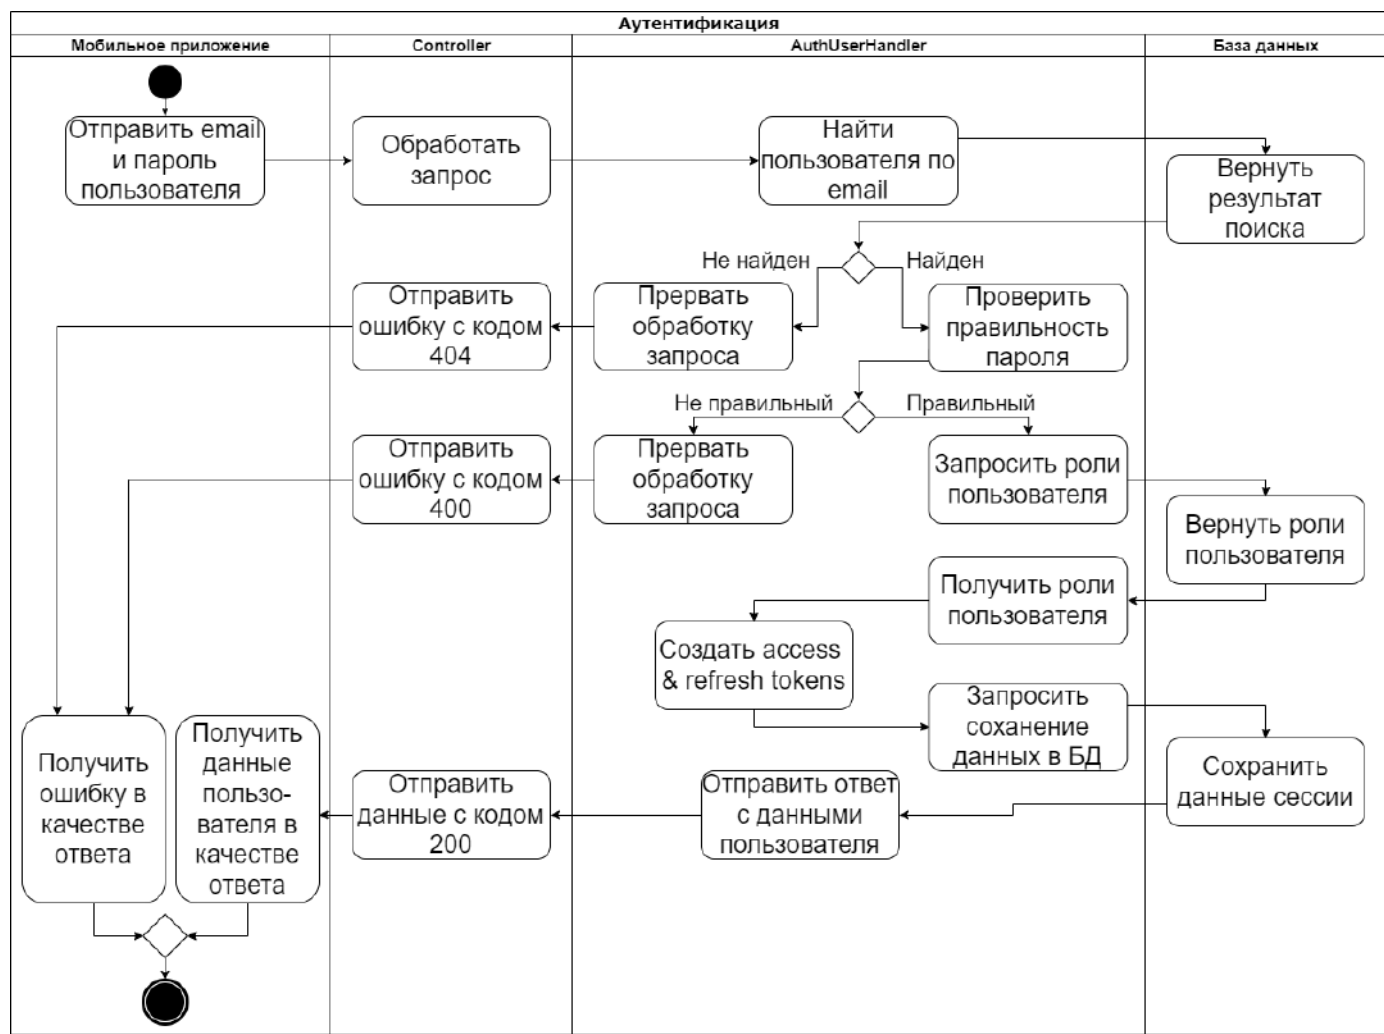 Аутентификация
Мобильное приложение
Controller
AuthUserHandler
База данных
Отправить email
и пароль
пользователя
Обработать
запрос
Найти
пользователя по
email
Вернуть
результат
поиска
Не найден
Найден
Отправить
ошибку с кодом
404
Прервать
обработку
запроса
Проверить
правильность
пароля
Не правильный
Правильный
Отправить
ошибку с кодом
400
Прервать
обработку
запроса
Запросить роли
пользователя
Вернуть роли
пользователя
Получить роли
пользователя
Создать access
& refresh tokens
Запросить
соханение
данных в БД
Сохранить
данные сессии
Отправить ответ
с данными
пользователя
Отправить
данные с кодом
200
Получить
данные
пользо-
вателя в
качестве
ответа
Получить
ошибку в
качестве
ответа